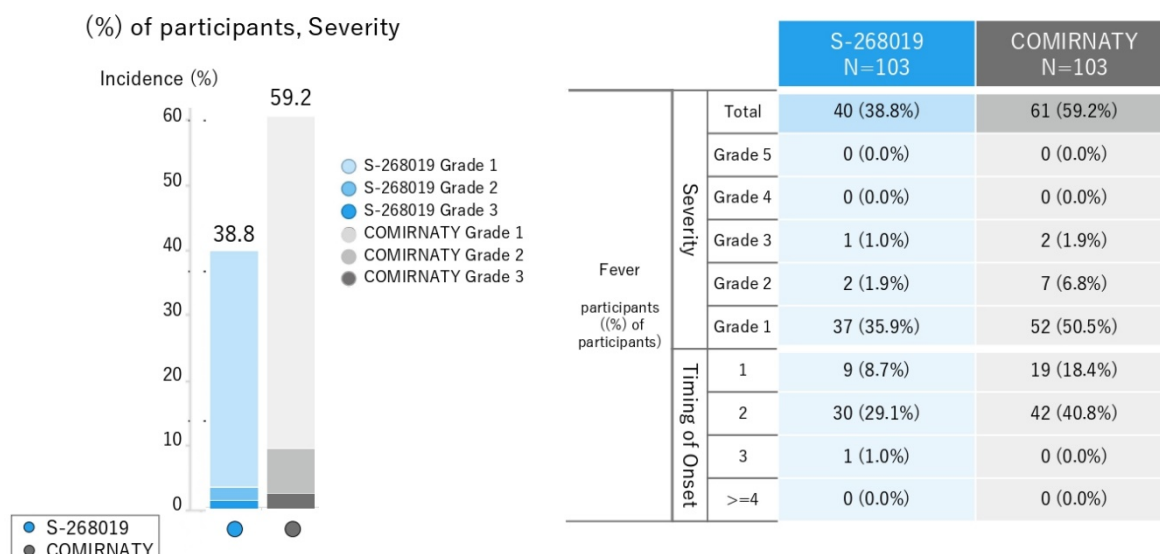 (%) of participants, Severity
Incidence (%)
60
50
40
30
20
10
0
38.8
59.2
S-268019 Grade 1
S-268019 Grade 2
S-268019 Grade 3
COMIRNATY Grade 1
COMIRNATY Grade 2
COMIRNATY Grade 3
S-268019
COMIRNATY
S-268019 COMIRNATY
N=103 N=103
Fever
participants
((%) of
participants)
Severity
Total 40 (38.8%) 61 (59.2%)
Grade 5 0 (0.0%) 0 (0.0%)
Grade 4 0 (0.0%) 0 (0.0%)
Grade 3 1 (1.0%) 2 (1.9%)
Grade 2 2 (1.9%) 7 (6.8%)
Grade 1 37 (35.9%) 52 (50.5%)
Timing of Onset
1 9 (8.7%) 19 (18.4%)
2 30 (29.1%) 42 (40.8%)
3 1 (1.0%) 0 (0.0%)
>=4 0 (0.0%) 0 (0.0%)